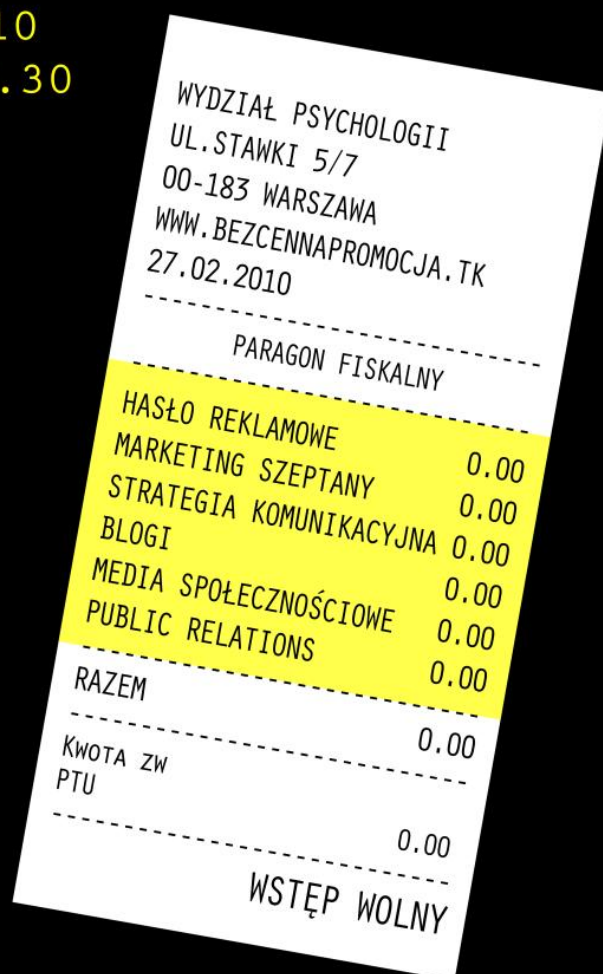 10
.30
WYDZIAŁ PSYCHOLOGII
UL.STAWKI 5/7
00-183 WARSZAWA
WWW.BEZCENNAPROMOCJA.TK
27.02.2010
PARAGON FISKALNY
HASŁO REKLAMOWE 0.00
MARKETING SZEPTANY 0.00
STRATEGIA KOMUNIKACYJNA 0.00
BLOGI 0.00
MEDIA SPOŁECZNOŚCIOWE 0.00
PUBLIC RELATIONS 0.00
RAZEM 0.00
KWOTA ZW
PTU 0.00
WSTĘP WOLNY